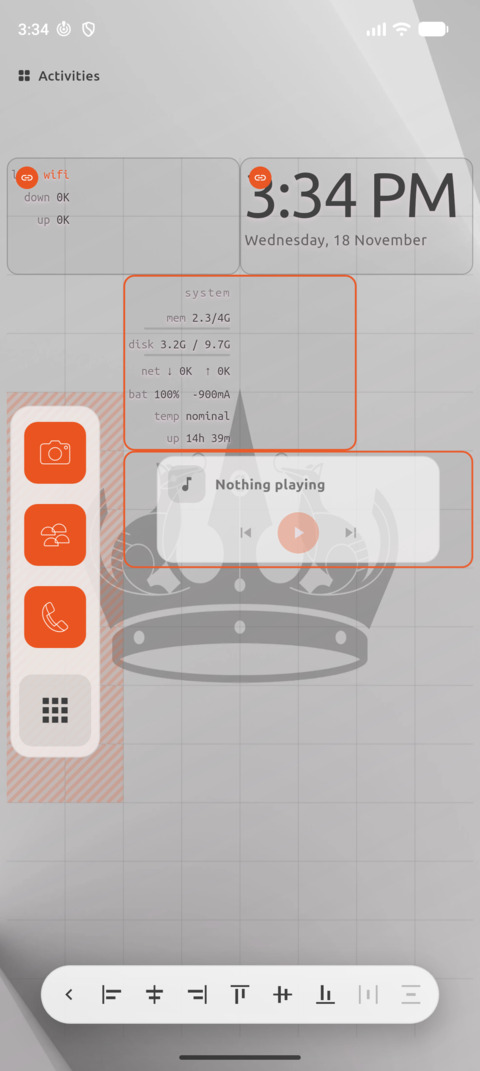 3:34
Activities
wifi
down 0K
up 0K
3:34 PM
Wednesday, 18 November
system
mem 2.3/4G
disk 3.2G / 9.7G
net ↓ 0K ↑ 0K
bat 100% -900mA
temp nominal
up 14h 39m
Nothing playing